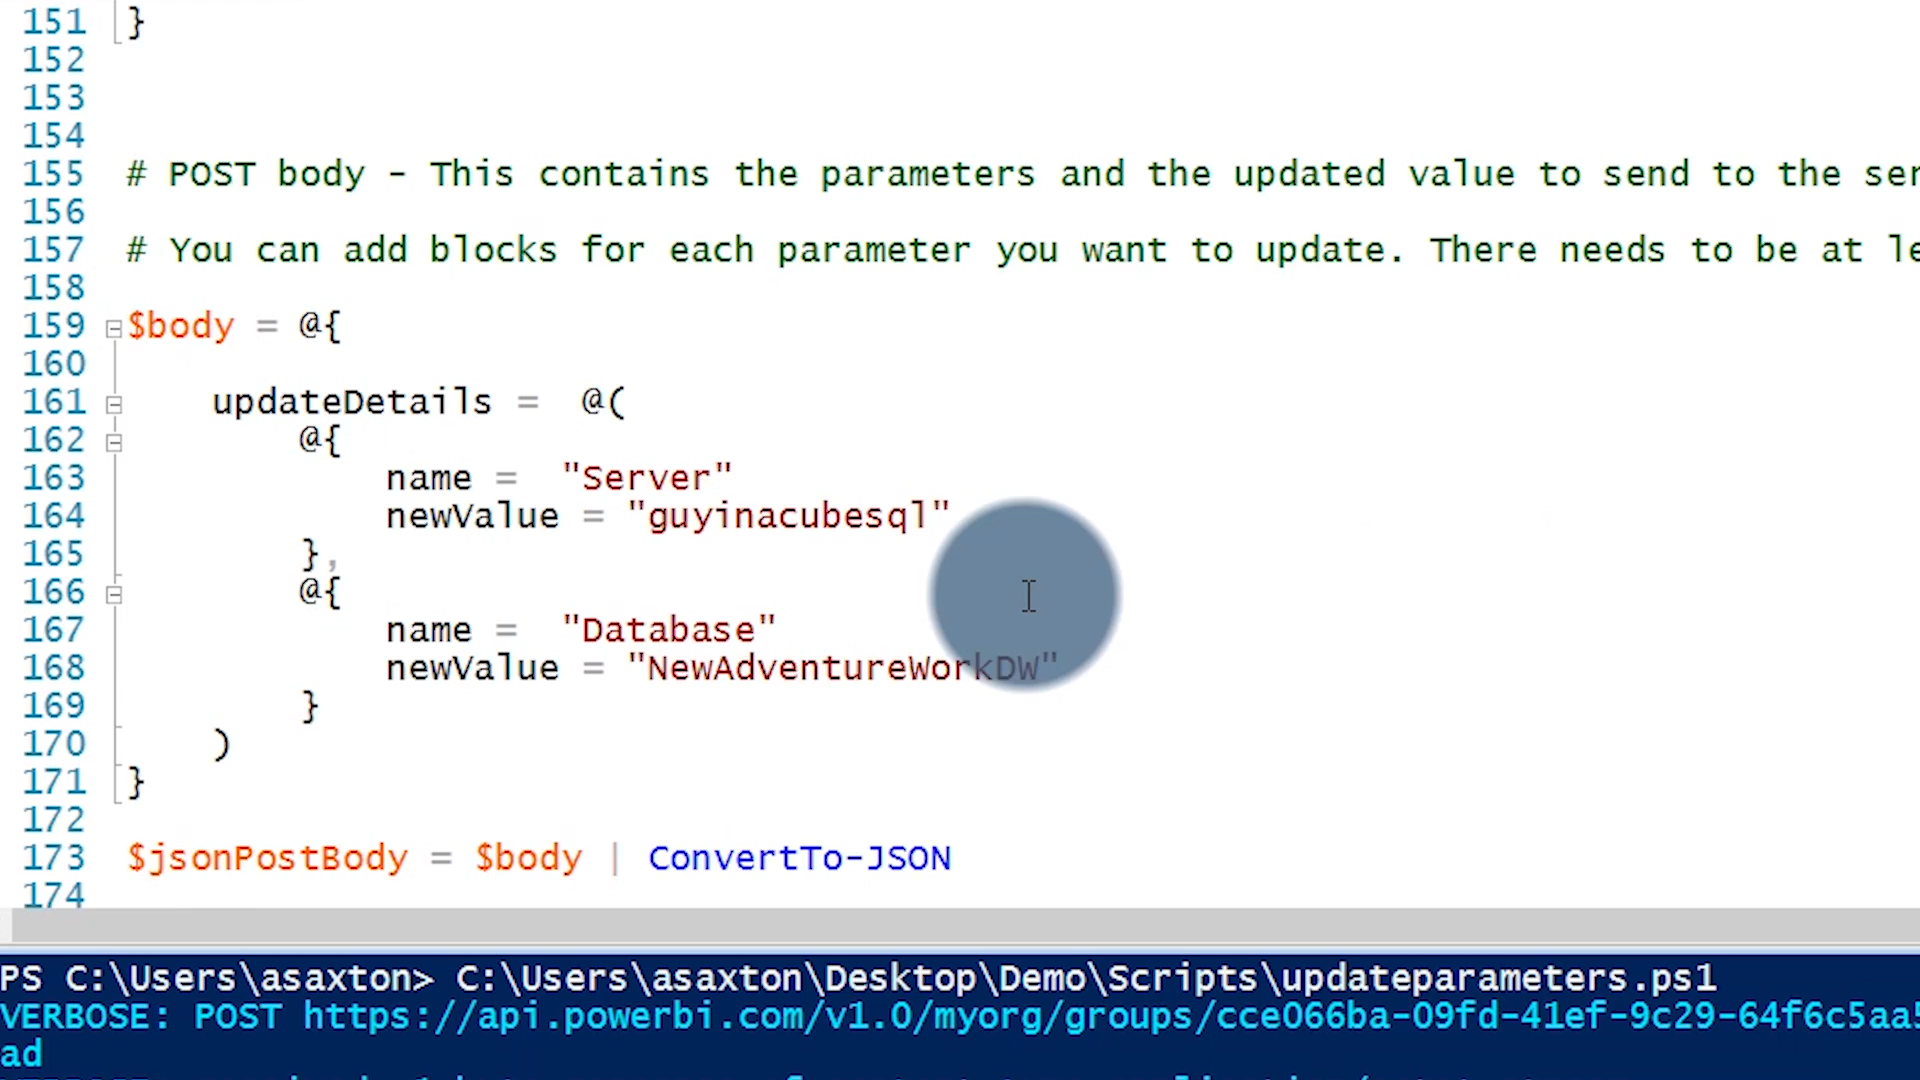 151 }
152
153
154
155 # POST body - This contains the parameters and the updated value to send to the
156
157 # You can add blocks for each parameter you want to update. There needs to be at
158
159 $body = @{
160
161 updateDetails = @(
162 @{
163 name = "Server"
164 newValue = "guyinacubesql"
165 },
166 @{
167 name = "Database"
168 newValue = "NewAdventureWorkDW"
169 }
170 )
171 }
172
173 $jsonPostBody = $body | ConvertTo-JSON
174
PS C:\Users\asaxton> C:\Users\asaxton\Desktop\Demo\Scripts\updateparameters.ps1
VERBOSE: POST https://api.powerbi.com/v1.0/myorg/groups/cce066ba-09fd-41ef-9c29-64f6c5aa5
ad